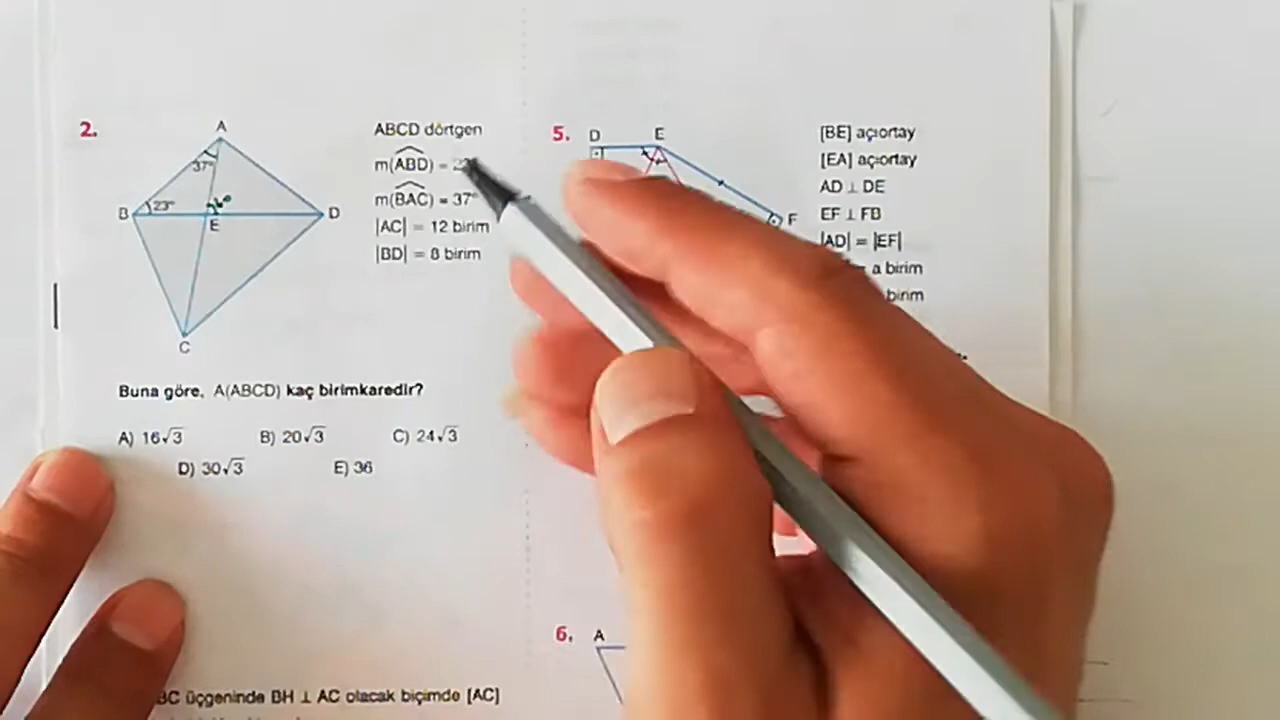 2.
A
37°
B
23°
D
E
C
ABCD dörtgen
m(ABD) =
m(BAC) = 37°
|AC| = 12 birim
|BD| = 8 birim
Buna göre, A(ABCD) kaç birimkaredir?
A) 16√3 B) 20√3 C) 24√3
D) 30√3 E) 36
BC üçgeninde BH ⊥ AC olacak biçimde [AC]
5.
D E
F
[BE] açıortay
[EA] açıortay
AD ⊥ DE
EF ⊥ FB
|AD| = |EF|
= a birim
birim
6. A